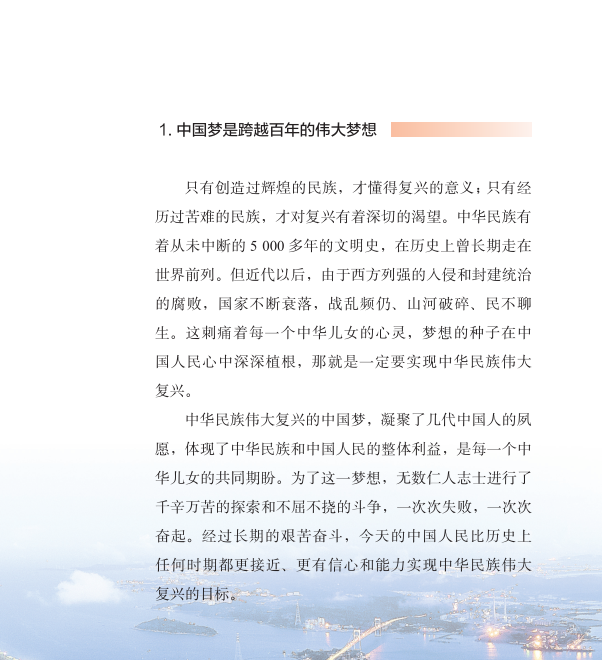 1. 中国梦是跨越百年的伟大梦想
只有创造过辉煌的民族，才懂得复兴的意义；只有经
历过苦难的民族，才对复兴有着深切的渴望。中华民族有
着从未中断的 5 000 多年的文明史，在历史上曾长期走在
世界前列。但近代以后，由于西方列强的入侵和封建统治
的腐败，国家不断衰落，战乱频仍、山河破碎、民不聊
生。这刺痛着每一个中华儿女的心灵，梦想的种子在中
国人民心中深深植根，那就是一定要实现中华民族伟大
复兴。
中华民族伟大复兴的中国梦，凝聚了几代中国人的夙
愿，体现了中华民族和中国人民的整体利益，是每一个中
华儿女的共同期盼。为了这一梦想，无数仁人志士进行了
千辛万苦的探索和不屈不挠的斗争，一次次失败，一次次
奋起。经过长期的艰苦奋斗，今天的中国人民比历史上
任何时期都更接近、更有信心和能力实现中华民族伟大
复兴的目标。